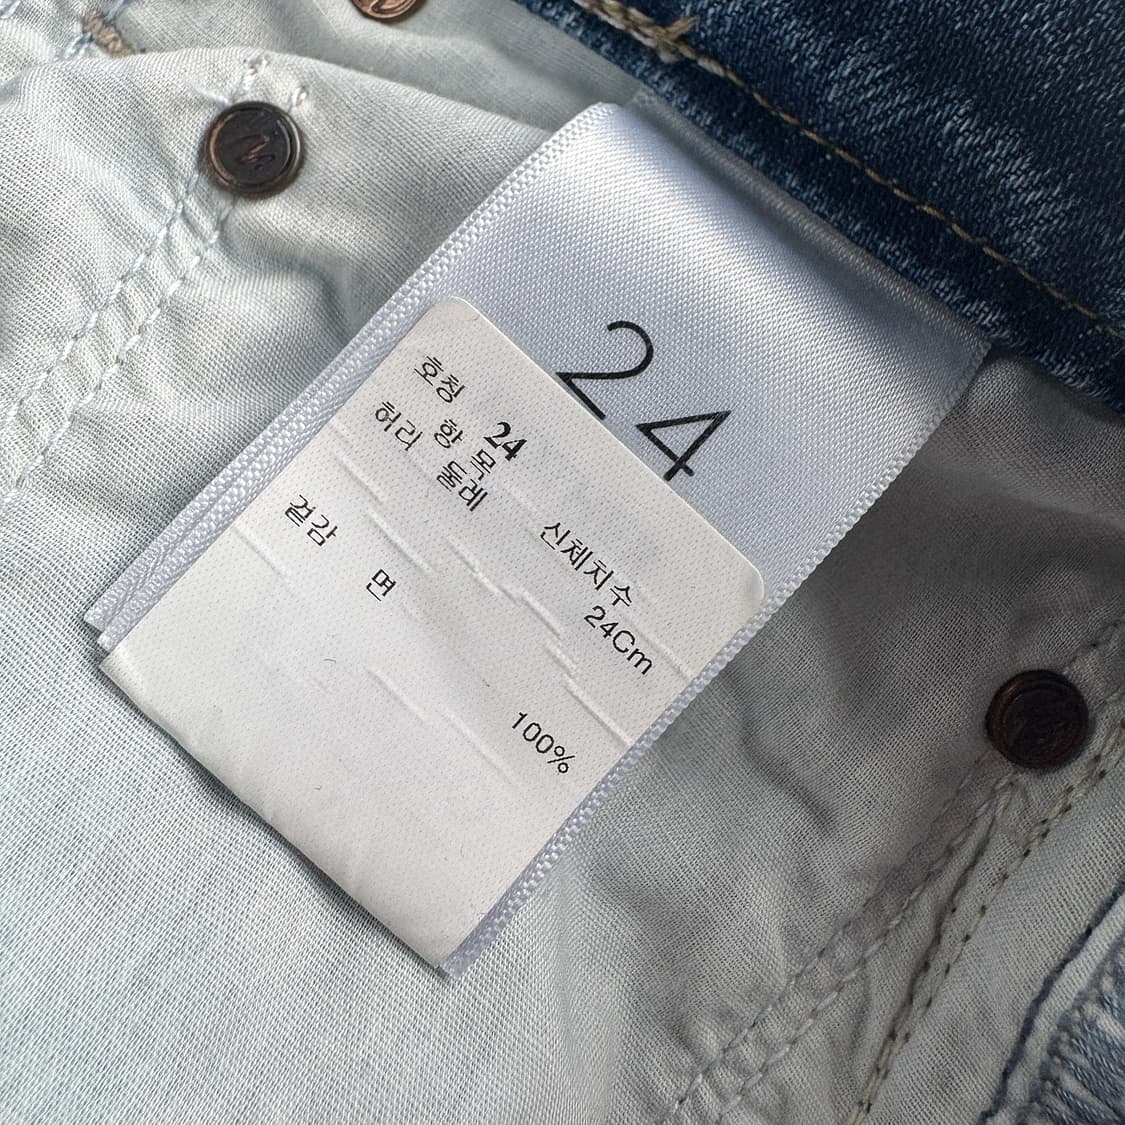 24
호칭 24
항 목 신체치수
허리 둘레 24Cm
겉감
면 100%